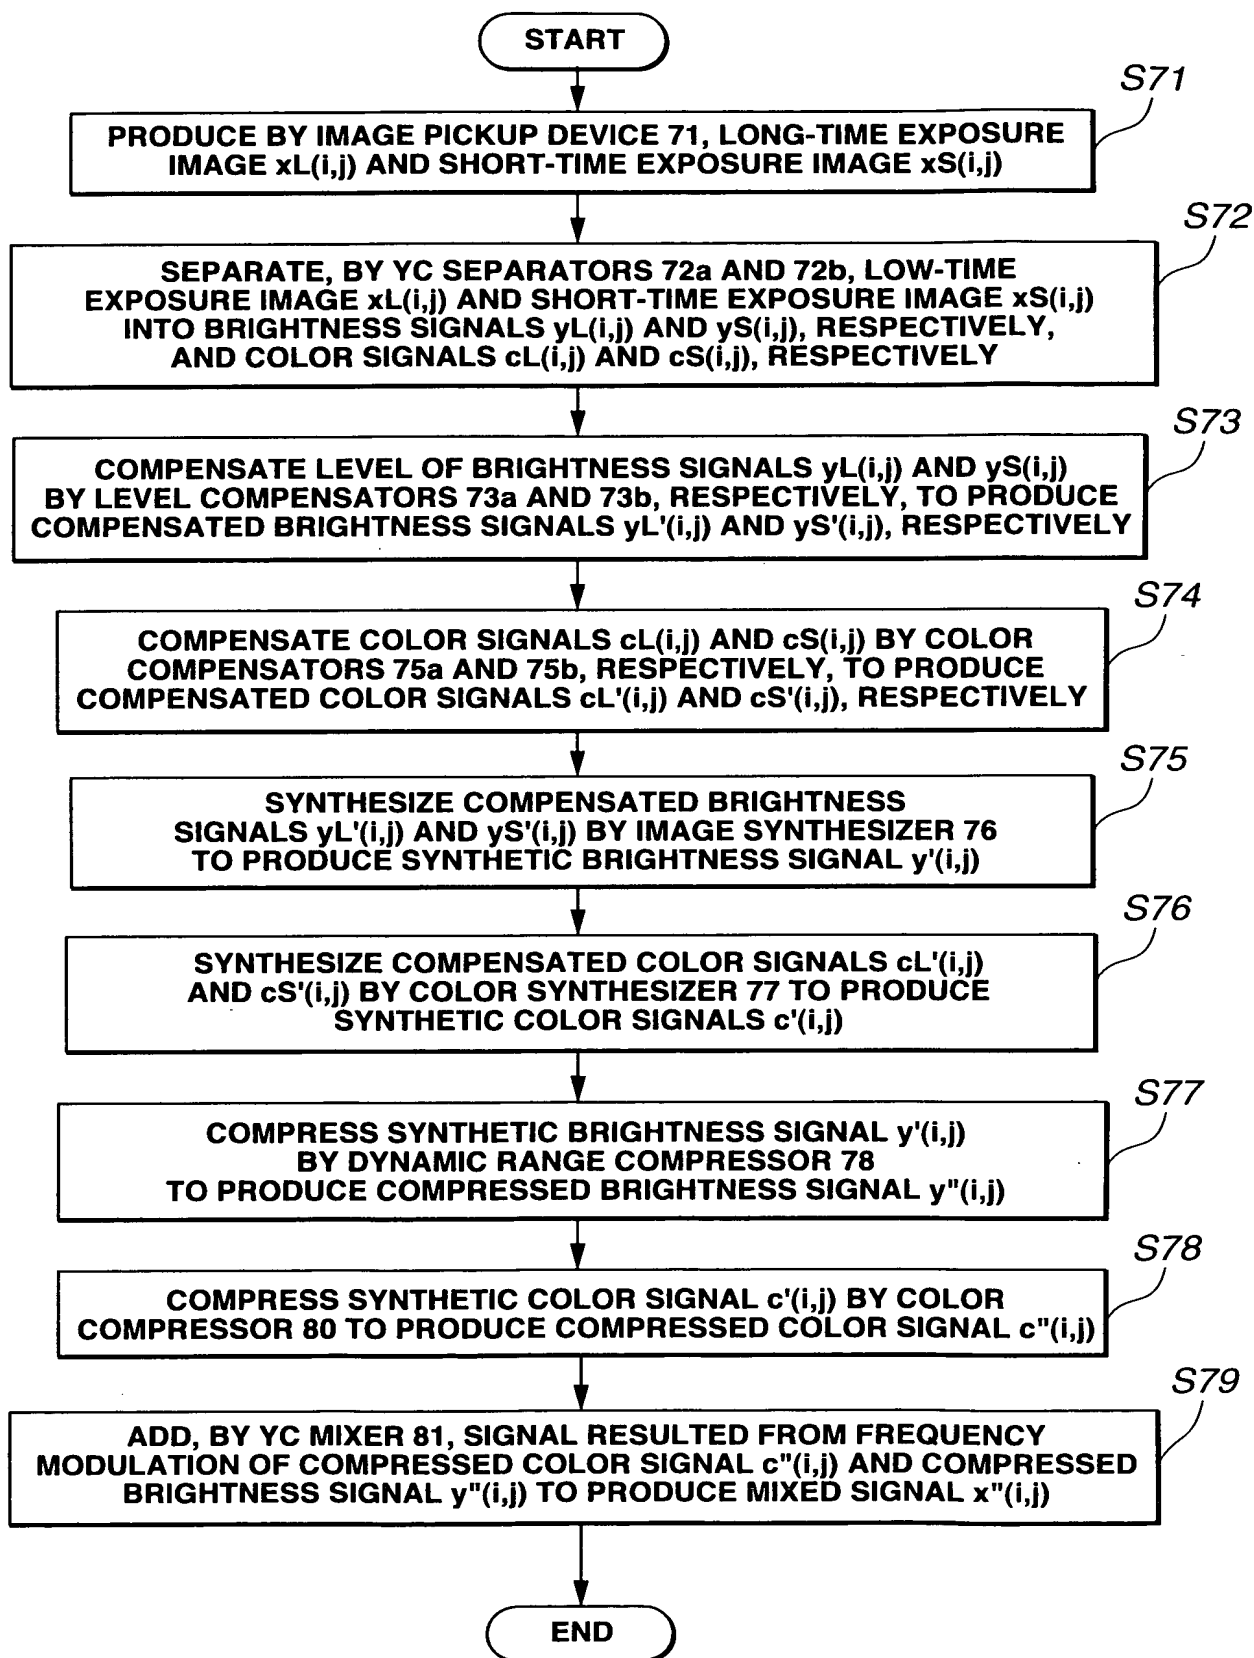 START
S71
PRODUCE BY IMAGE PICKUP DEVICE 71, LONG-TIME EXPOSURE
IMAGE xL(i,j) AND SHORT-TIME EXPOSURE IMAGE xS(i,j)
S72
SEPARATE, BY YC SEPARATORS 72a AND 72b, LOW-TIME
EXPOSURE IMAGE xL(i,j) AND SHORT-TIME EXPOSURE IMAGE xS(i,j)
INTO BRIGHTNESS SIGNALS yL(i,j) AND yS(i,j), RESPECTIVELY,
AND COLOR SIGNALS cL(i,j) AND cS(i,j), RESPECTIVELY
S73
COMPENSATE LEVEL OF BRIGHTNESS SIGNALS yL(i,j) AND yS(i,j)
BY LEVEL COMPENSATORS 73a AND 73b, RESPECTIVELY, TO PRODUCE
COMPENSATED BRIGHTNESS SIGNALS yL'(i,j) AND yS'(i,j), RESPECTIVELY
S74
COMPENSATE COLOR SIGNALS cL(i,j) AND cS(i,j) BY COLOR
COMPENSATORS 75a AND 75b, RESPECTIVELY, TO PRODUCE
COMPENSATED COLOR SIGNALS cL'(i,j) AND cS'(i,j), RESPECTIVELY
S75
SYNTHESIZE COMPENSATED BRIGHTNESS
SIGNALS yL'(i,j) AND yS'(i,j) BY IMAGE SYNTHESIZER 76
TO PRODUCE SYNTHETIC BRIGHTNESS SIGNAL y'(i,j)
S76
SYNTHESIZE COMPENSATED COLOR SIGNALS cL'(i,j)
AND cS'(i,j) BY COLOR SYNTHESIZER 77 TO PRODUCE
SYNTHETIC COLOR SIGNALS c'(i,j)
S77
COMPRESS SYNTHETIC BRIGHTNESS SIGNAL y'(i,j)
BY DYNAMIC RANGE COMPRESSOR 78
TO PRODUCE COMPRESSED BRIGHTNESS SIGNAL y"(i,j)
S78
COMPRESS SYNTHETIC COLOR SIGNAL c'(i,j) BY COLOR
COMPRESSOR 80 TO PRODUCE COMPRESSED COLOR SIGNAL c"(i,j)
S79
ADD, BY YC MIXER 81, SIGNAL RESULTED FROM FREQUENCY
MODULATION OF COMPRESSED COLOR SIGNAL c"(i,j) AND COMPRESSED
BRIGHTNESS SIGNAL y"(i,j) TO PRODUCE MIXED SIGNAL x"(i,j)
END